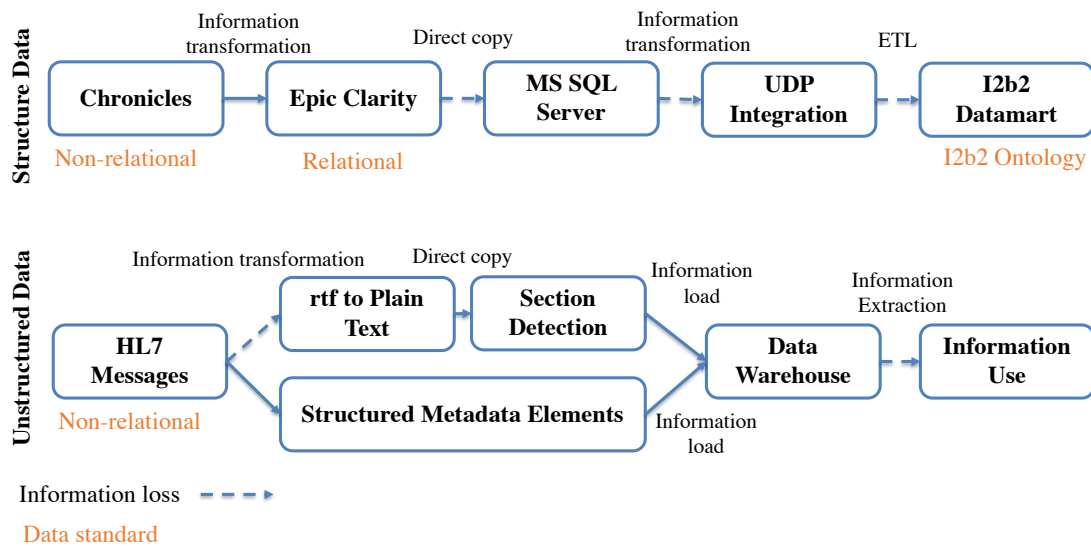 Structure Data
Information
transformation
Direct copy
Information
transformation
ETL
Chronicles
Epic Clarity
MS SQL
Server
UDP
Integration
I2b2
Datamart
Non-relational
Relational
I2b2 Ontology
Unstructured Data
Information transformation
Direct copy
Information
load
Information
Extraction
rtf to Plain
Text
Section
Detection
HL7
Messages
Data
Warehouse
Information
Use
Structured Metadata Elements
Non-relational
Information
load
Information loss
Data standard